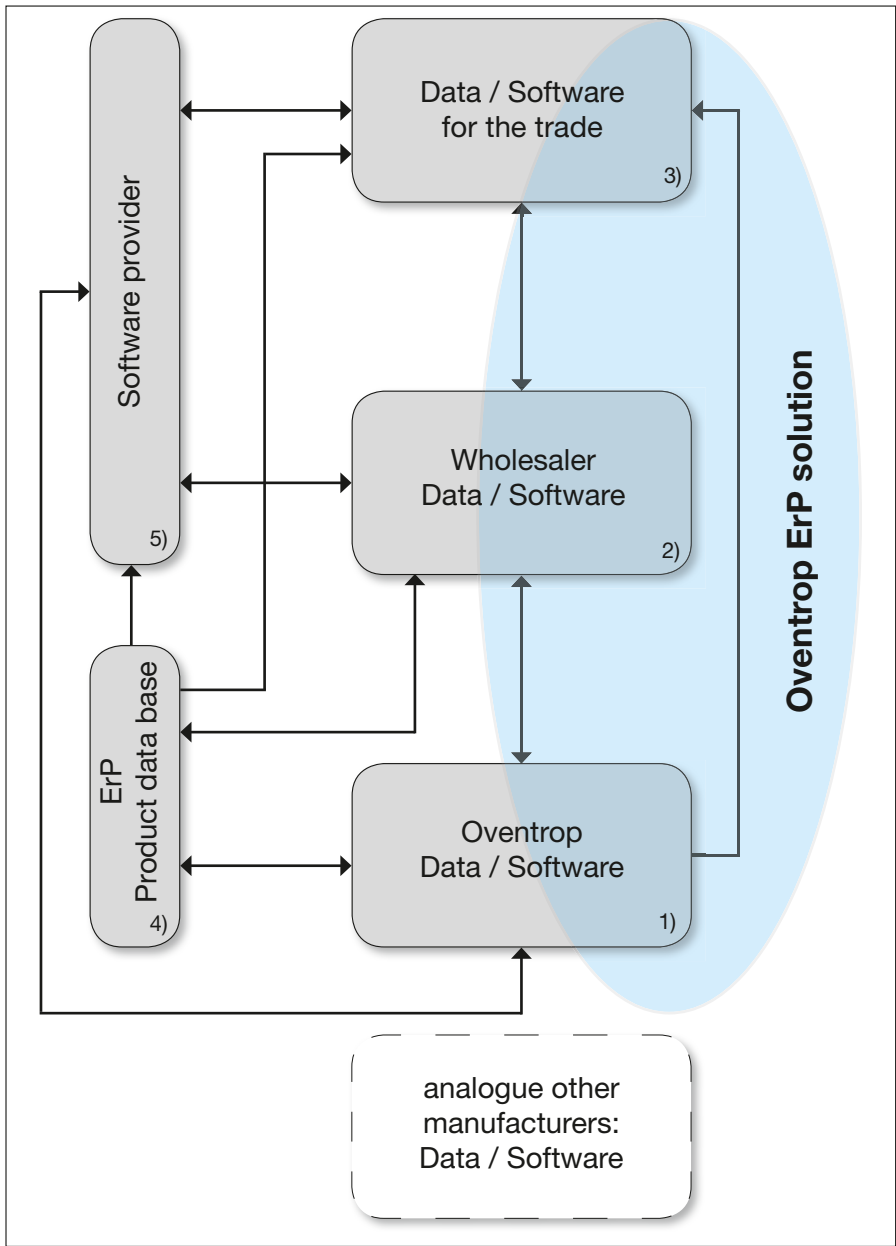 Data / Software
for the trade
3)
Software provider
5)
Wholesaler
Data / Software
2)
Oventrop ErP solution
ErP
Product data base
4)
Oventrop
Data / Software
1)
analogue other
manufacturers:
Data / Software